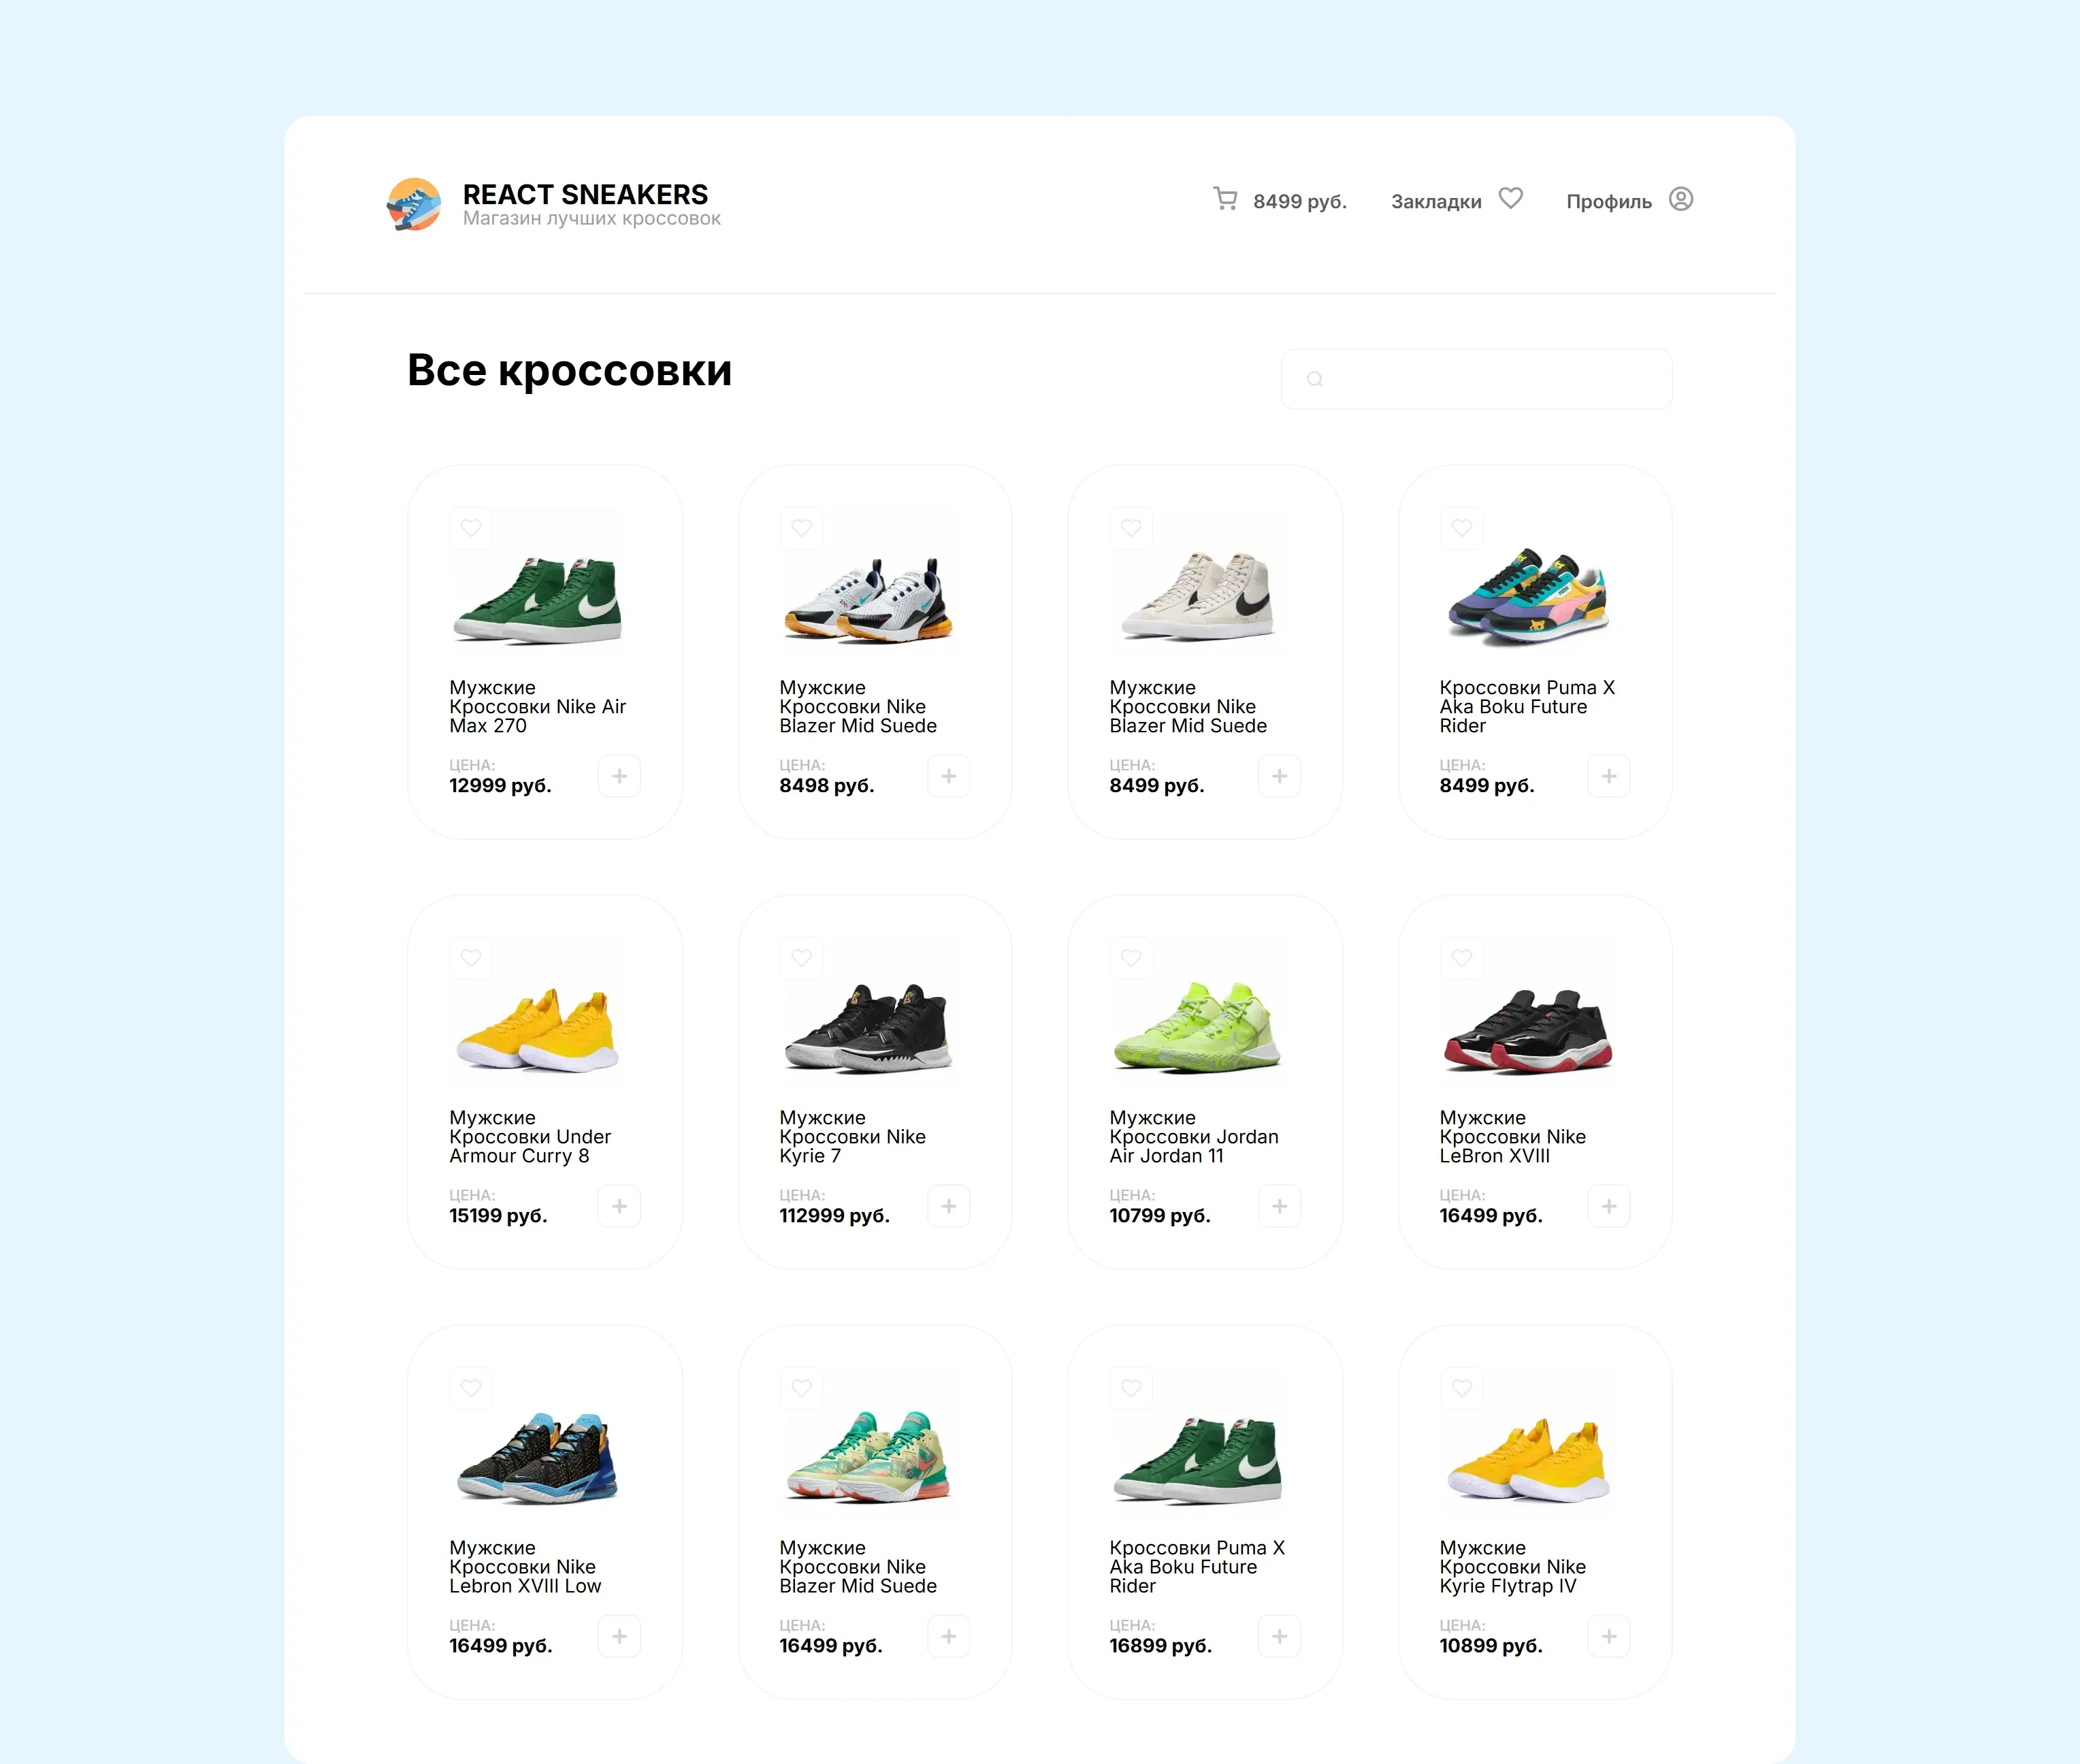 REACT SNEAKERS
Магазин лучших кроссовок
8499 руб.
Закладки
Профиль
Все кроссовки
Мужские
Кроссовки Nike Air
Max 270
ЦЕНА:
12999 руб.
Мужские
Кроссовки Nike
Blazer Mid Suede
ЦЕНА:
8498 руб.
Мужские
Кроссовки Nike
Blazer Mid Suede
ЦЕНА:
8499 руб.
Кроссовки Puma X
Aka Boku Future
Rider
ЦЕНА:
8499 руб.
Мужские
Кроссовки Under
Armour Curry 8
ЦЕНА:
15199 руб.
Мужские
Кроссовки Nike
Kyrie 7
ЦЕНА:
112999 руб.
Мужские
Кроссовки Jordan
Air Jordan 11
ЦЕНА:
10799 руб.
Мужские
Кроссовки Nike
LeBron XVIII
ЦЕНА:
16499 руб.
Мужские
Кроссовки Nike
Lebron XVIII Low
ЦЕНА:
16499 руб.
Мужские
Кроссовки Nike
Blazer Mid Suede
ЦЕНА:
16499 руб.
Кроссовки Puma X
Aka Boku Future
Rider
ЦЕНА:
16899 руб.
Мужские
Кроссовки Nike
Kyrie Flytrap IV
ЦЕНА:
10899 руб.